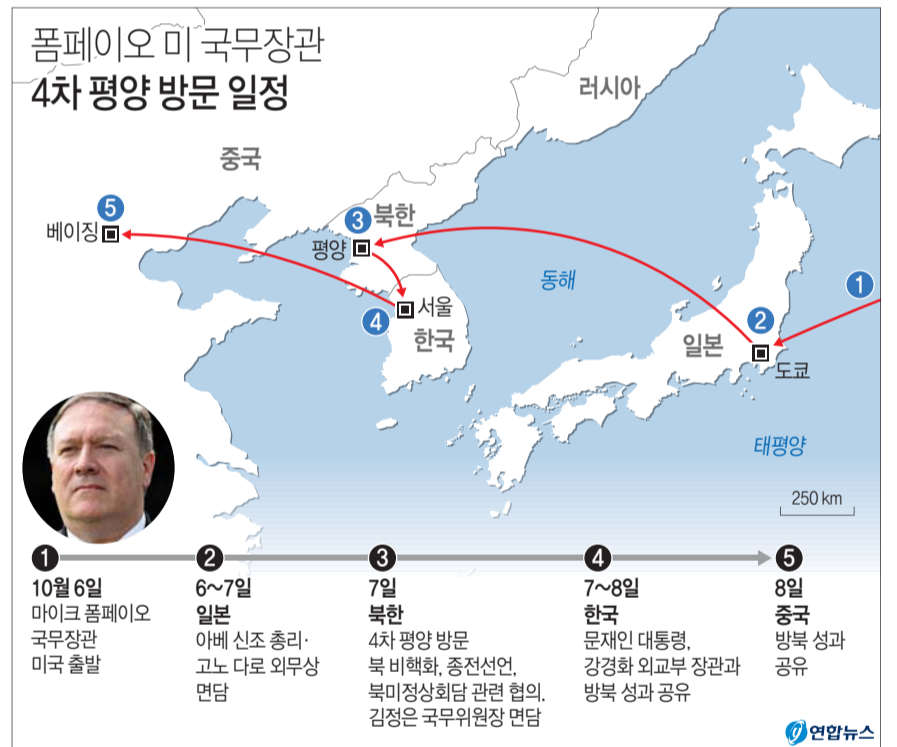 폼페이오 미 국무장관
4차 평양 방문 일정
러시아
중국
5
베이징
3
북한
평양
동해
1
서울
4
한국
2
일본
도쿄
태평양
250 km
1
10월 6일
마이크 폼페이오
국무장관
미국 출발
2
6~7일
일본
아베 신조 총리·
고노 다로 외무상
면담
3
7일
북한
4차 평양 방문
북 비핵화, 종전선언,
북미정상회담 관련 협의.
김정은 국무위원장 면담
4
7~8일
한국
문재인 대통령,
강경화 외교부 장관과
방북 성과 공유
5
8일
중국
방북 성과
공유
연합뉴스